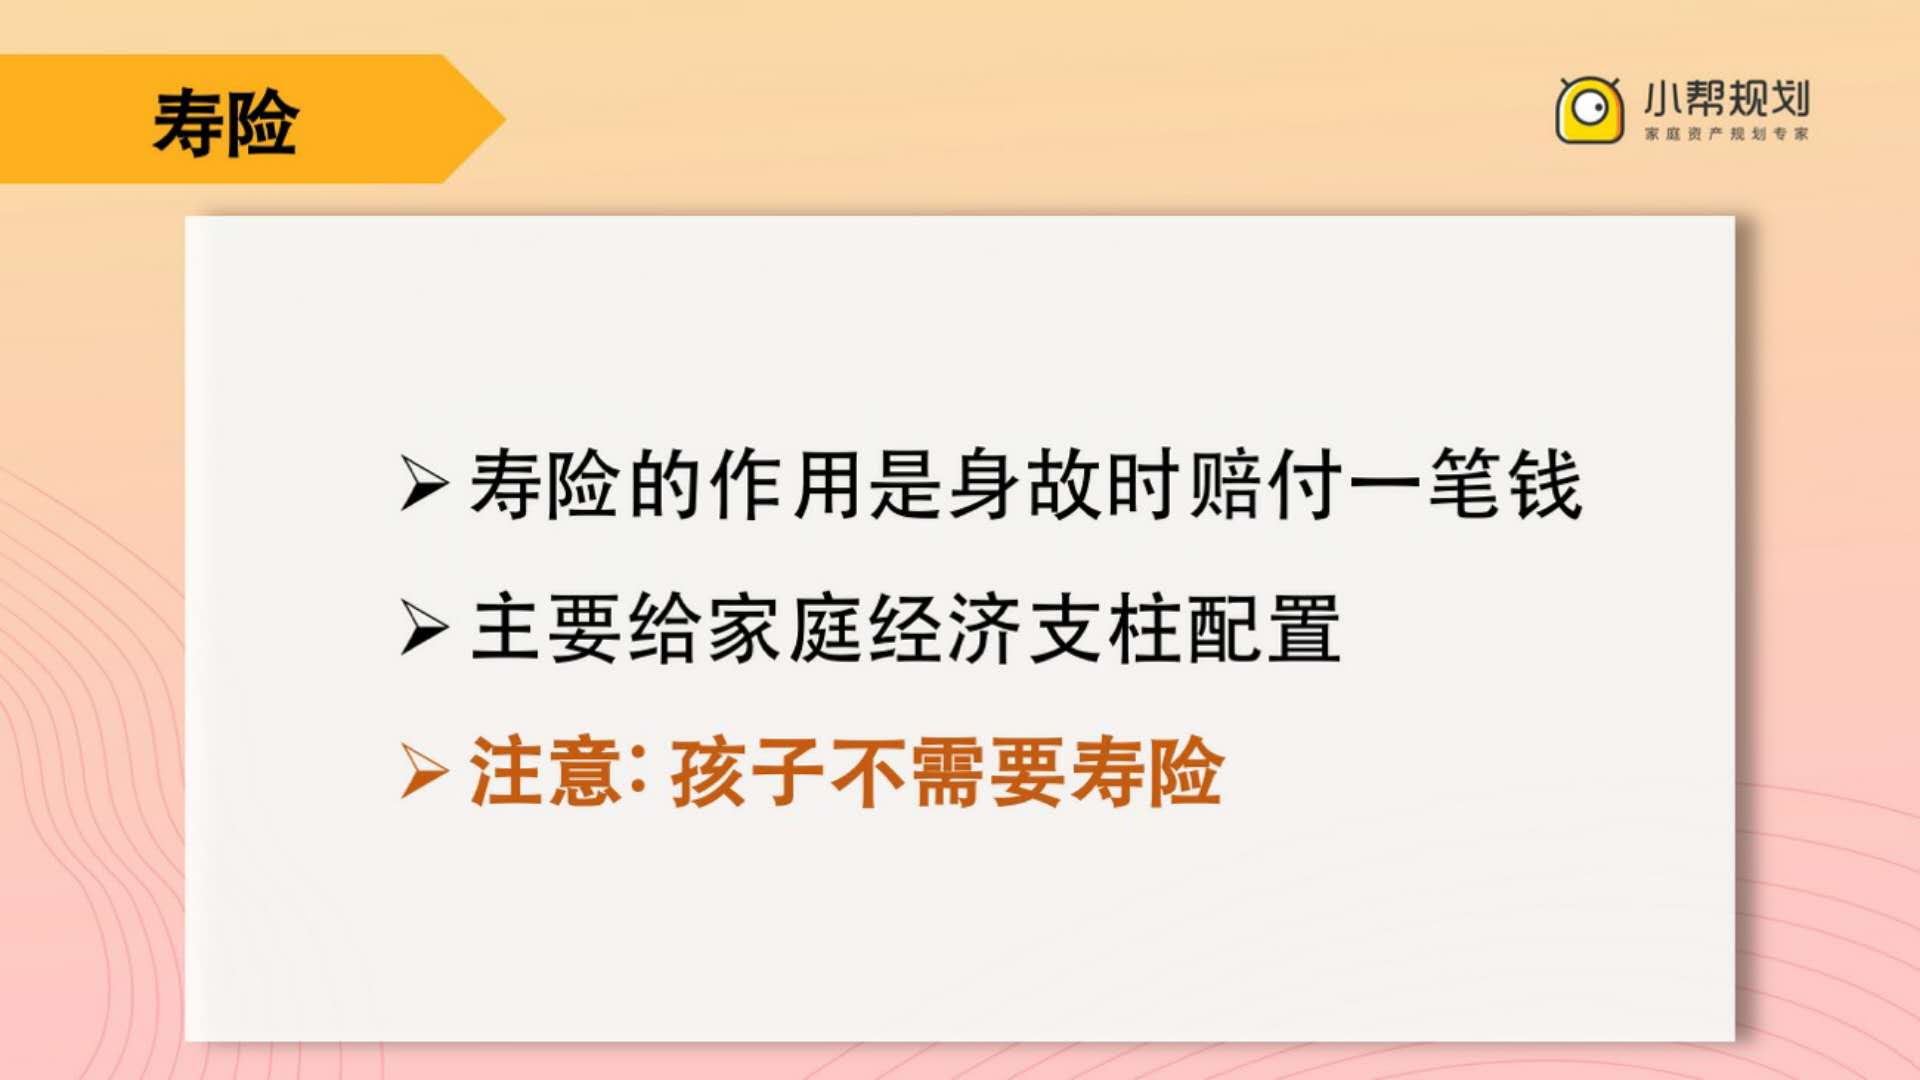 寿险
小帮规划
家庭资产规划专家
寿险的作用是身故时赔付一笔钱
主要给家庭经济支柱配置
注意：孩子不需要寿险